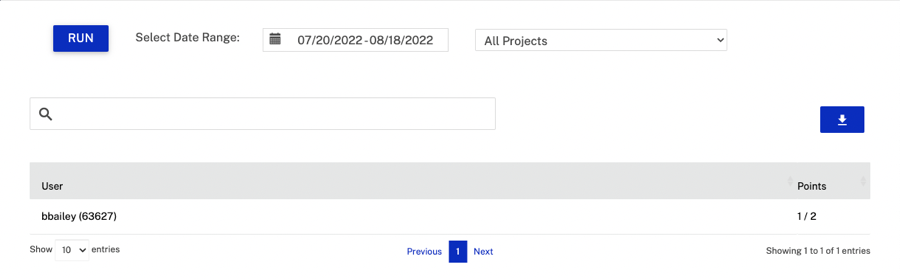 RUN Select Date Range: 07/20/2022 - 08/18/2022 All Projects
User Points
bbailey (63627) 1 / 2
Show 10 entries Previous 1 Next Showing 1 to 1 of 1 entries